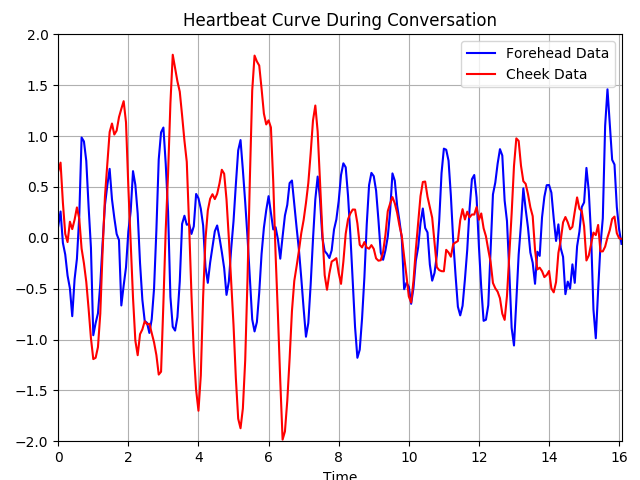 Heartbeat Curve During Conversation
2.0
1.5
1.0
0.5
0.0
−0.5
−1.0
−1.5
−2.0
Forehead Data
Cheek Data
0 2 4 6 8 10 12 14 16
Time